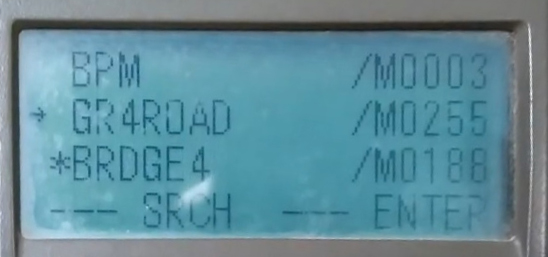 BPM /M0003
→ GR4ROAD /M0255
*BRDGE4 /M0188
--- SRCH --- ENTER